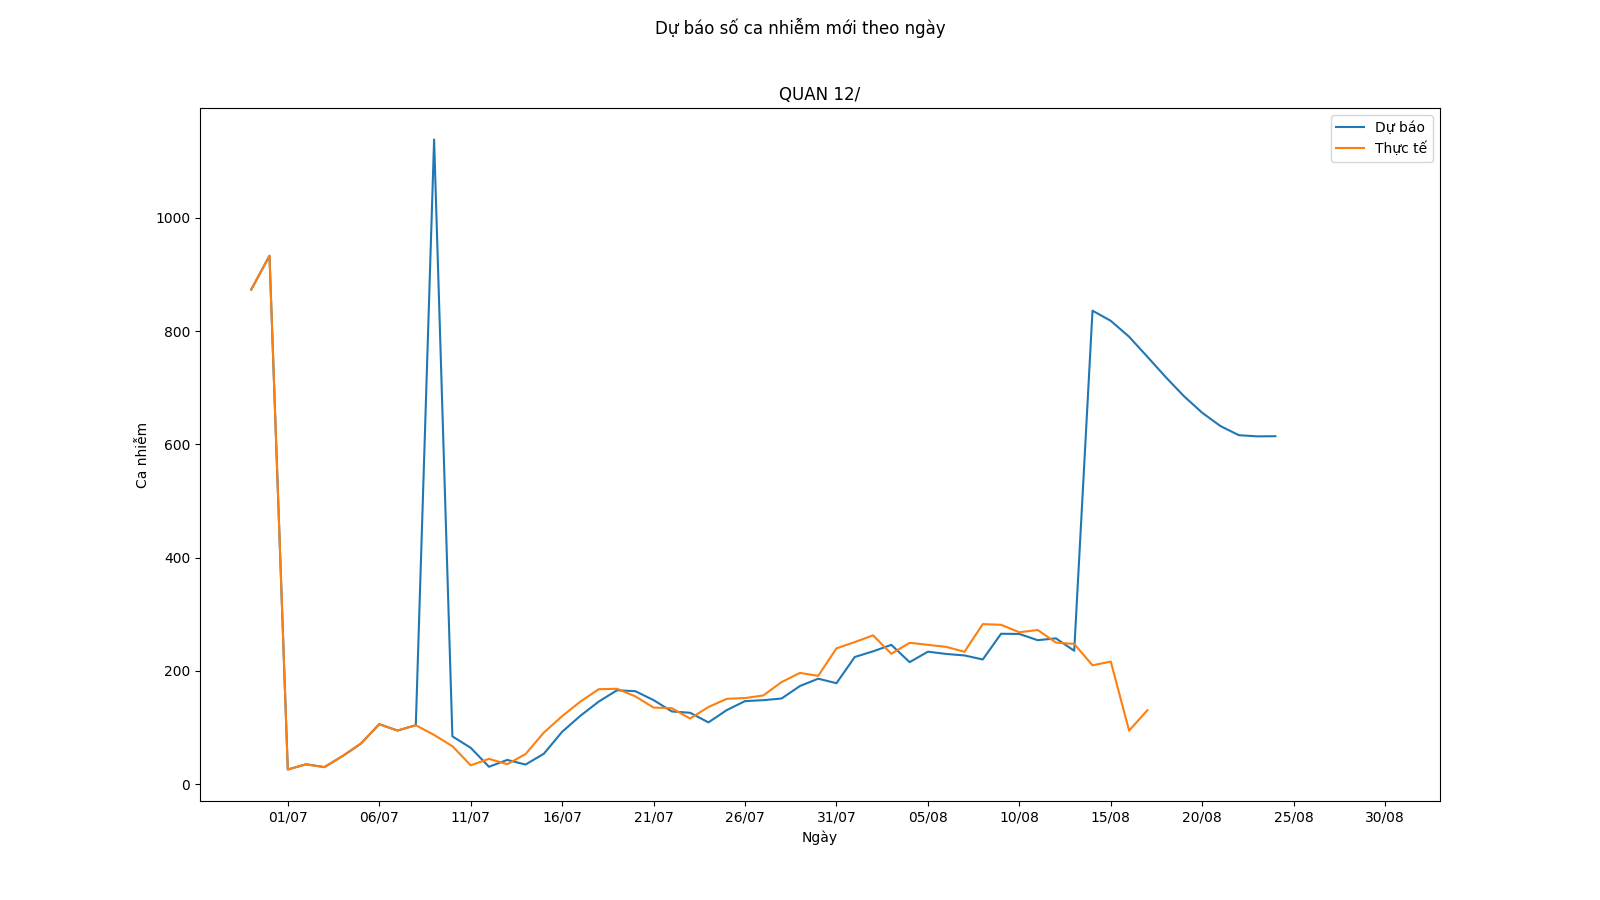 Dự báo số ca nhiễm mới theo ngày
QUAN 12/
Dự báo
Thực tế
Ca nhiễm
1000
800
600
400
200
0
01/07 06/07 11/07 16/07 21/07 26/07 31/07 05/08 10/08 15/08 20/08 25/08 30/08
Ngày